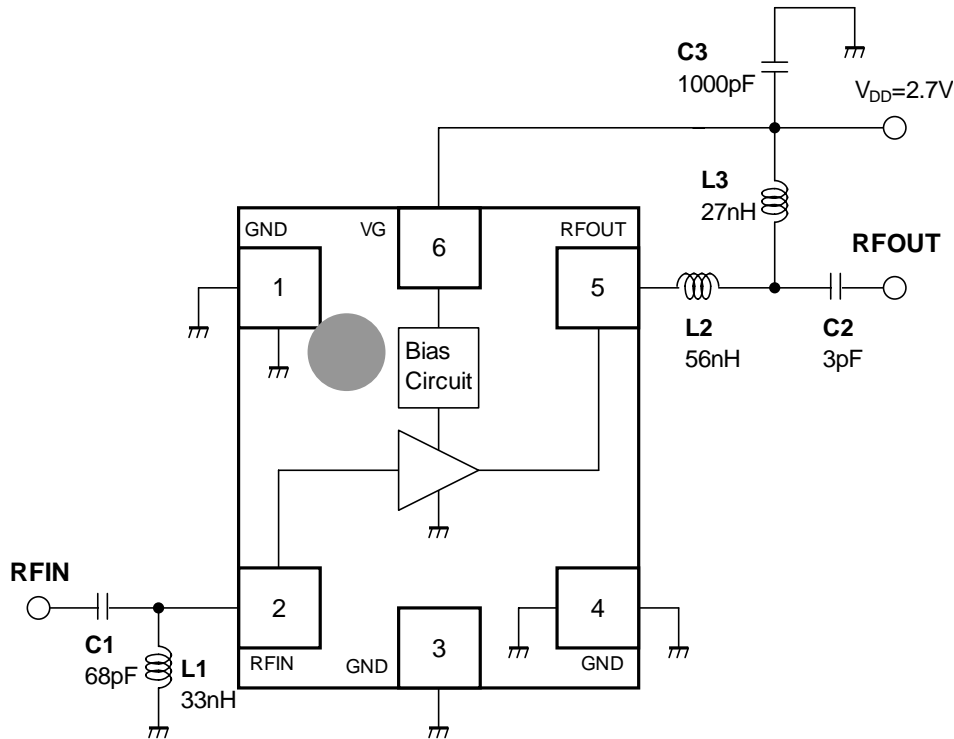 C3
1000pF
VDD=2.7V
L3
27nH
GND
VG
RFOUT
6
1
5
RFOUT
L2
56nH
C2
3pF
Bias
Circuit
RFIN
C1
68pF
L1
33nH
2
RFIN
3
GND
4
GND